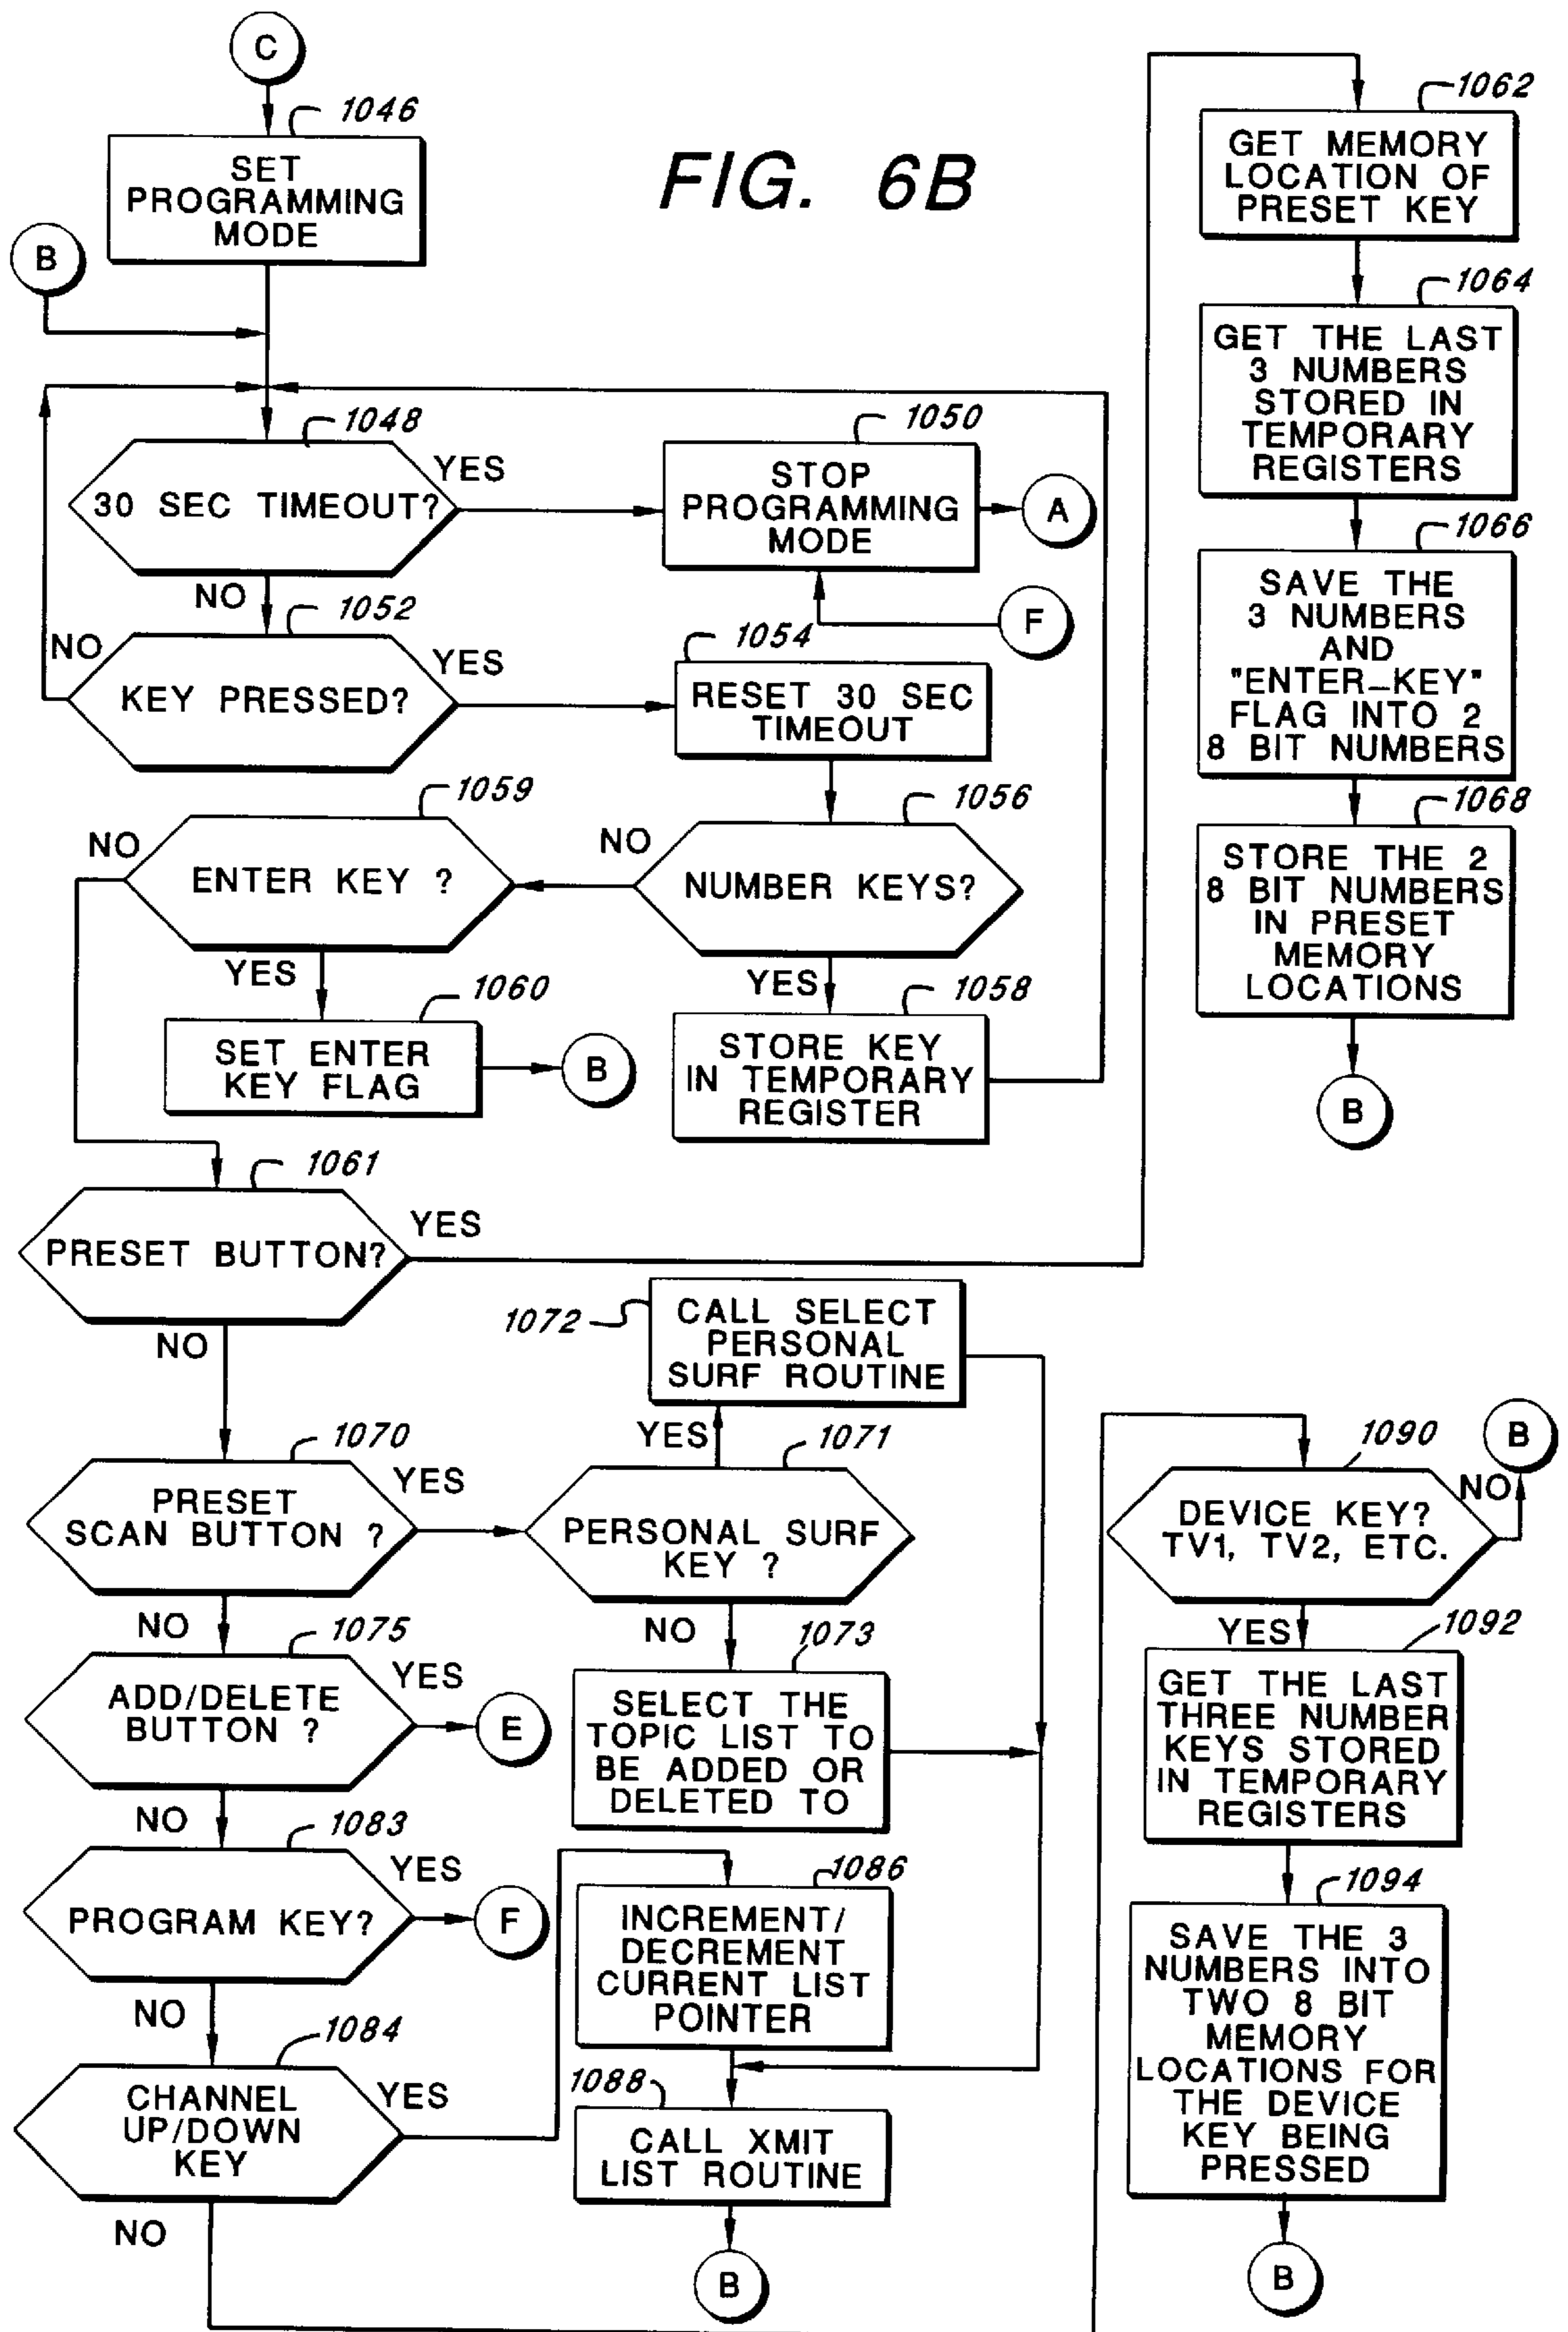 C
1046
SET
PROGRAMMING
MODE
FIG. 6B
B
1048
30 SEC TIMEOUT?
YES
NO
1050
STOP
PROGRAMMING
MODE
A
F
1052
KEY PRESSED?
NO
YES
1054
RESET 30 SEC
TIMEOUT
1056
NUMBER KEYS?
NO
YES
1058
STORE KEY
IN TEMPORARY
REGISTER
1059
ENTER KEY ?
NO
YES
1060
SET ENTER
KEY FLAG
B
1061
PRESET BUTTON?
YES
NO
1062
GET MEMORY
LOCATION OF
PRESET KEY
1064
GET THE LAST
3 NUMBERS
STORED IN
TEMPORARY
REGISTERS
1066
SAVE THE
3 NUMBERS
AND
"ENTER_KEY"
FLAG INTO 2
8 BIT NUMBERS
1068
STORE THE 2
8 BIT NUMBERS
IN PRESET
MEMORY
LOCATIONS
B
1070
PRESET
SCAN BUTTON ?
YES
NO
1071
PERSONAL SURF
KEY ?
YES
NO
1072
CALL SELECT
PERSONAL
SURF ROUTINE
1073
SELECT THE
TOPIC LIST TO
BE ADDED OR
DELETED TO
1075
ADD/DELETE
BUTTON ?
YES
E
NO
1083
PROGRAM KEY?
YES
F
NO
1084
CHANNEL
UP/DOWN
KEY
YES
NO
1086
INCREMENT/
DECREMENT
CURRENT LIST
POINTER
1088
CALL XMIT
LIST ROUTINE
B
1090
DEVICE KEY?
TV1, TV2, ETC.
NO
B
YES
1092
GET THE LAST
THREE NUMBER
KEYS STORED
IN TEMPORARY
REGISTERS
1094
SAVE THE 3
NUMBERS INTO
TWO 8 BIT
MEMORY
LOCATIONS FOR
THE DEVICE
KEY BEING
PRESSED
B